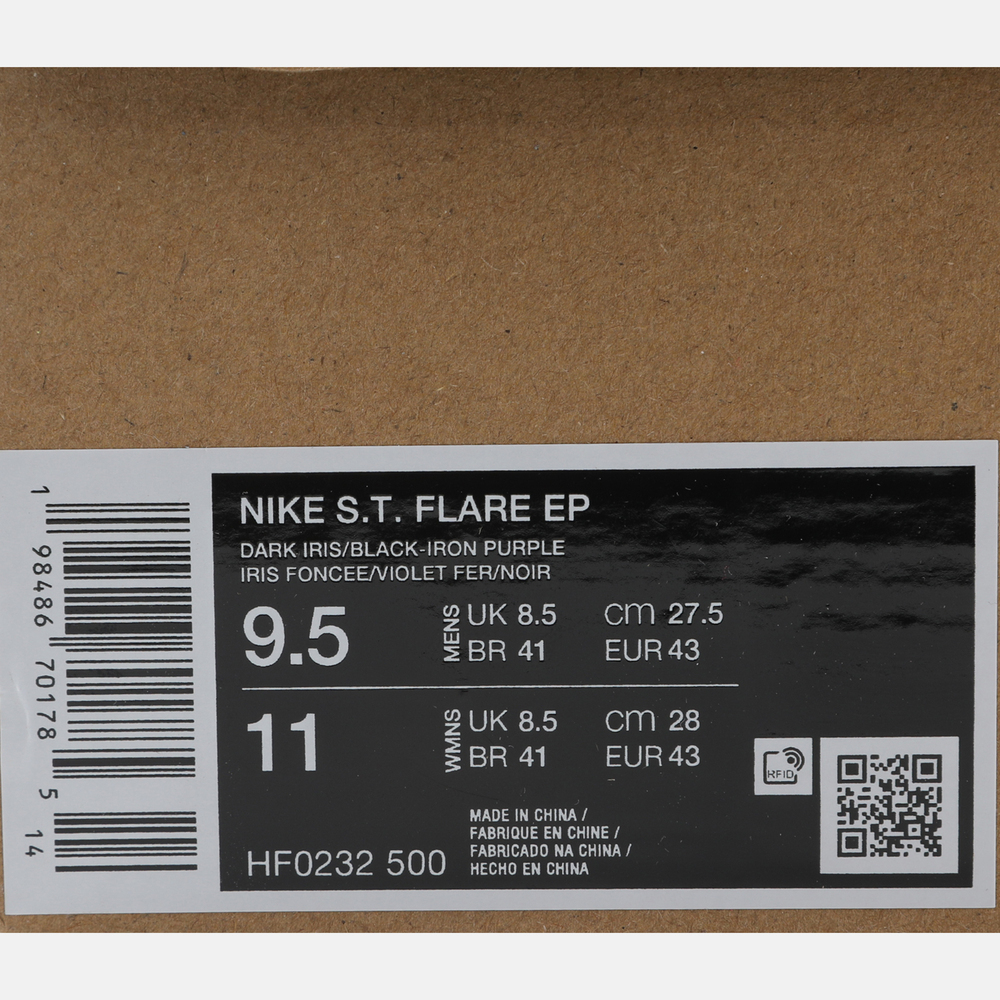 NIKE S.T. FLARE EP
DARK IRIS/BLACK-IRON PURPLE
IRIS FONCEE/VIOLET FER/NOIR
9.5
MENS
UK 8.5 cm 27.5
BR 41 EUR 43
11
WMNS
UK 8.5 cm 28
BR 41 EUR 43
RFID
MADE IN CHINA /
FABRIQUE EN CHINE /
FABRICADO NA CHINA /
HECHO EN CHINA
HF0232 500
1 98486 70178 5 14